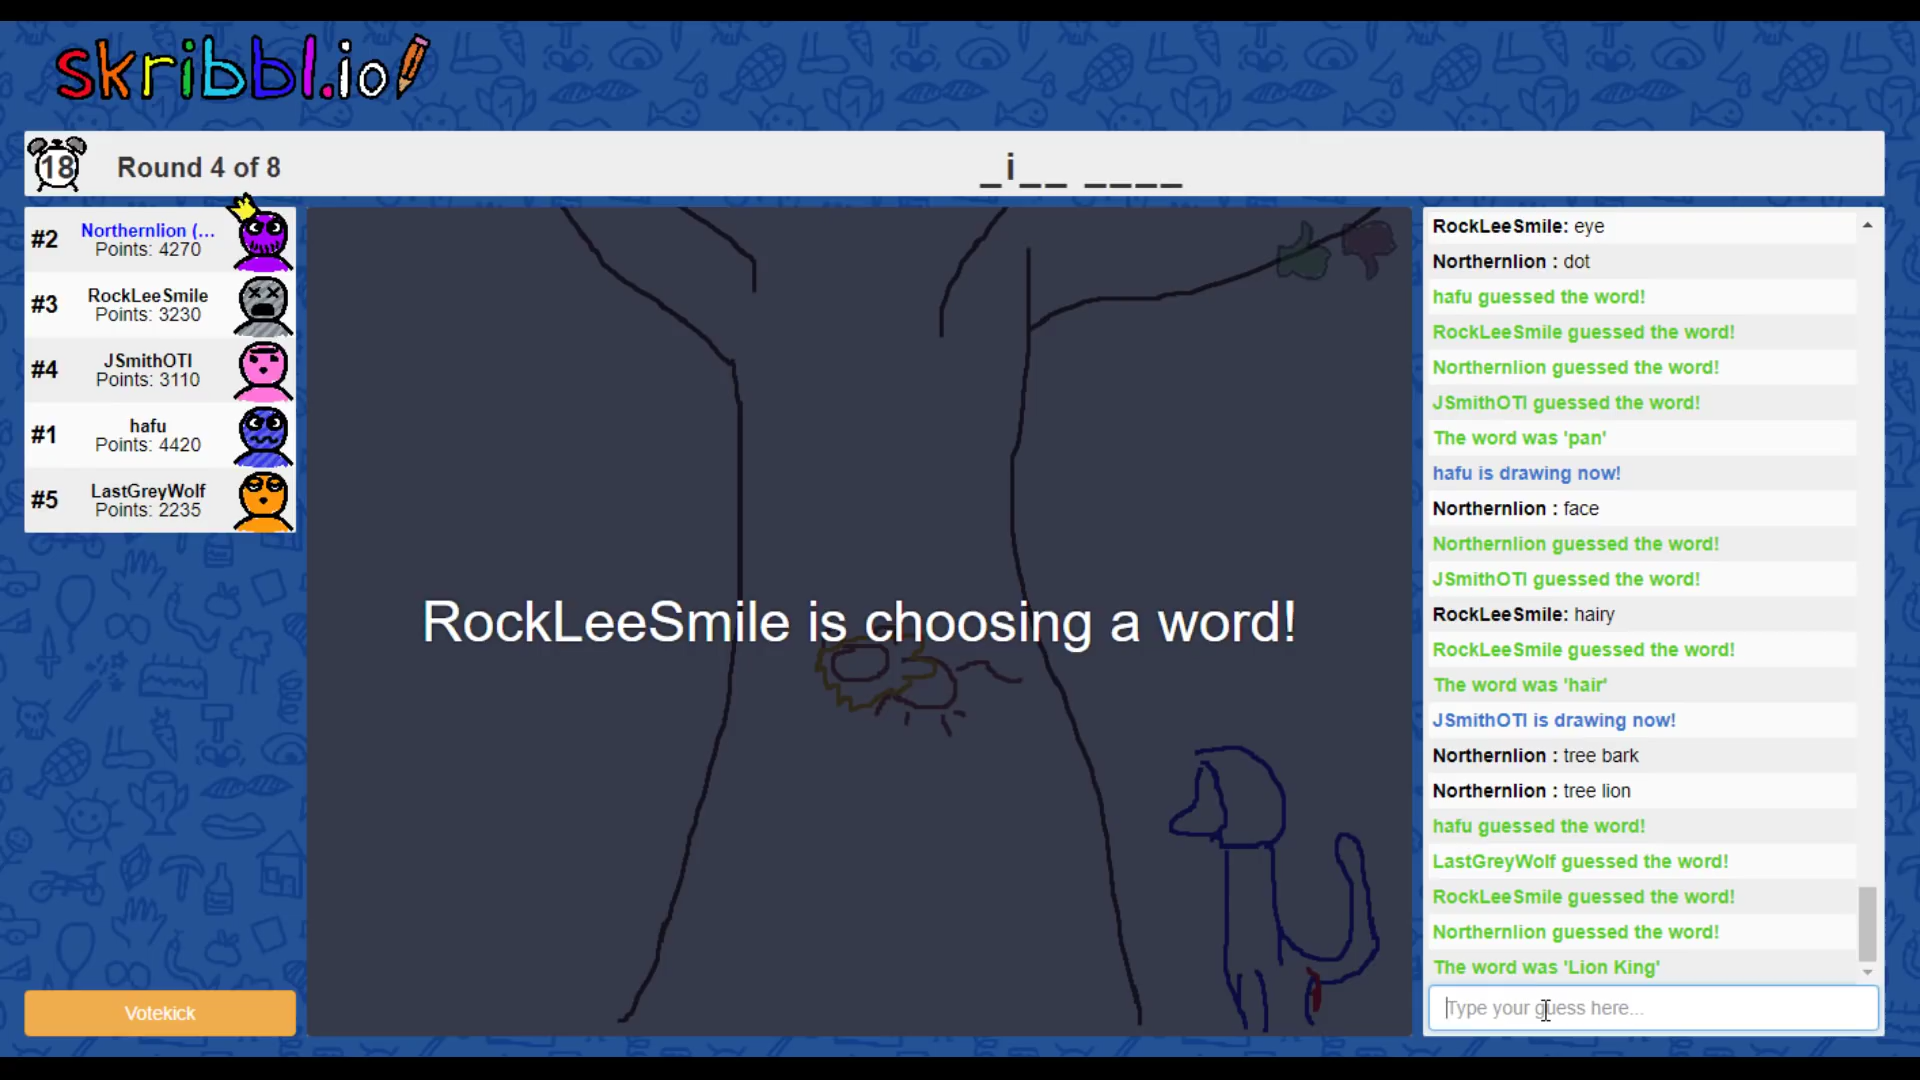 skribbl.io
18
Round 4 of 8
_i__ ____
#2
Northernlion (...
Points: 4270
#3
RockLeeSmile
Points: 3230
#4
JSmithOTI
Points: 3110
#1
hafu
Points: 4420
#5
LastGreyWolf
Points: 2235
Votekick
RockLeeSmile is choosing a word!
RockLeeSmile: eye
Northernlion : dot
hafu guessed the word!
RockLeeSmile guessed the word!
Northernlion guessed the word!
JSmithOTI guessed the word!
The word was 'pan'
hafu is drawing now!
Northernlion : face
Northernlion guessed the word!
JSmithOTI guessed the word!
RockLeeSmile: hairy
RockLeeSmile guessed the word!
The word was 'hair'
JSmithOTI is drawing now!
Northernlion : tree bark
Northernlion : tree lion
hafu guessed the word!
LastGreyWolf guessed the word!
RockLeeSmile guessed the word!
Northernlion guessed the word!
The word was 'Lion King'
Type your guess here...